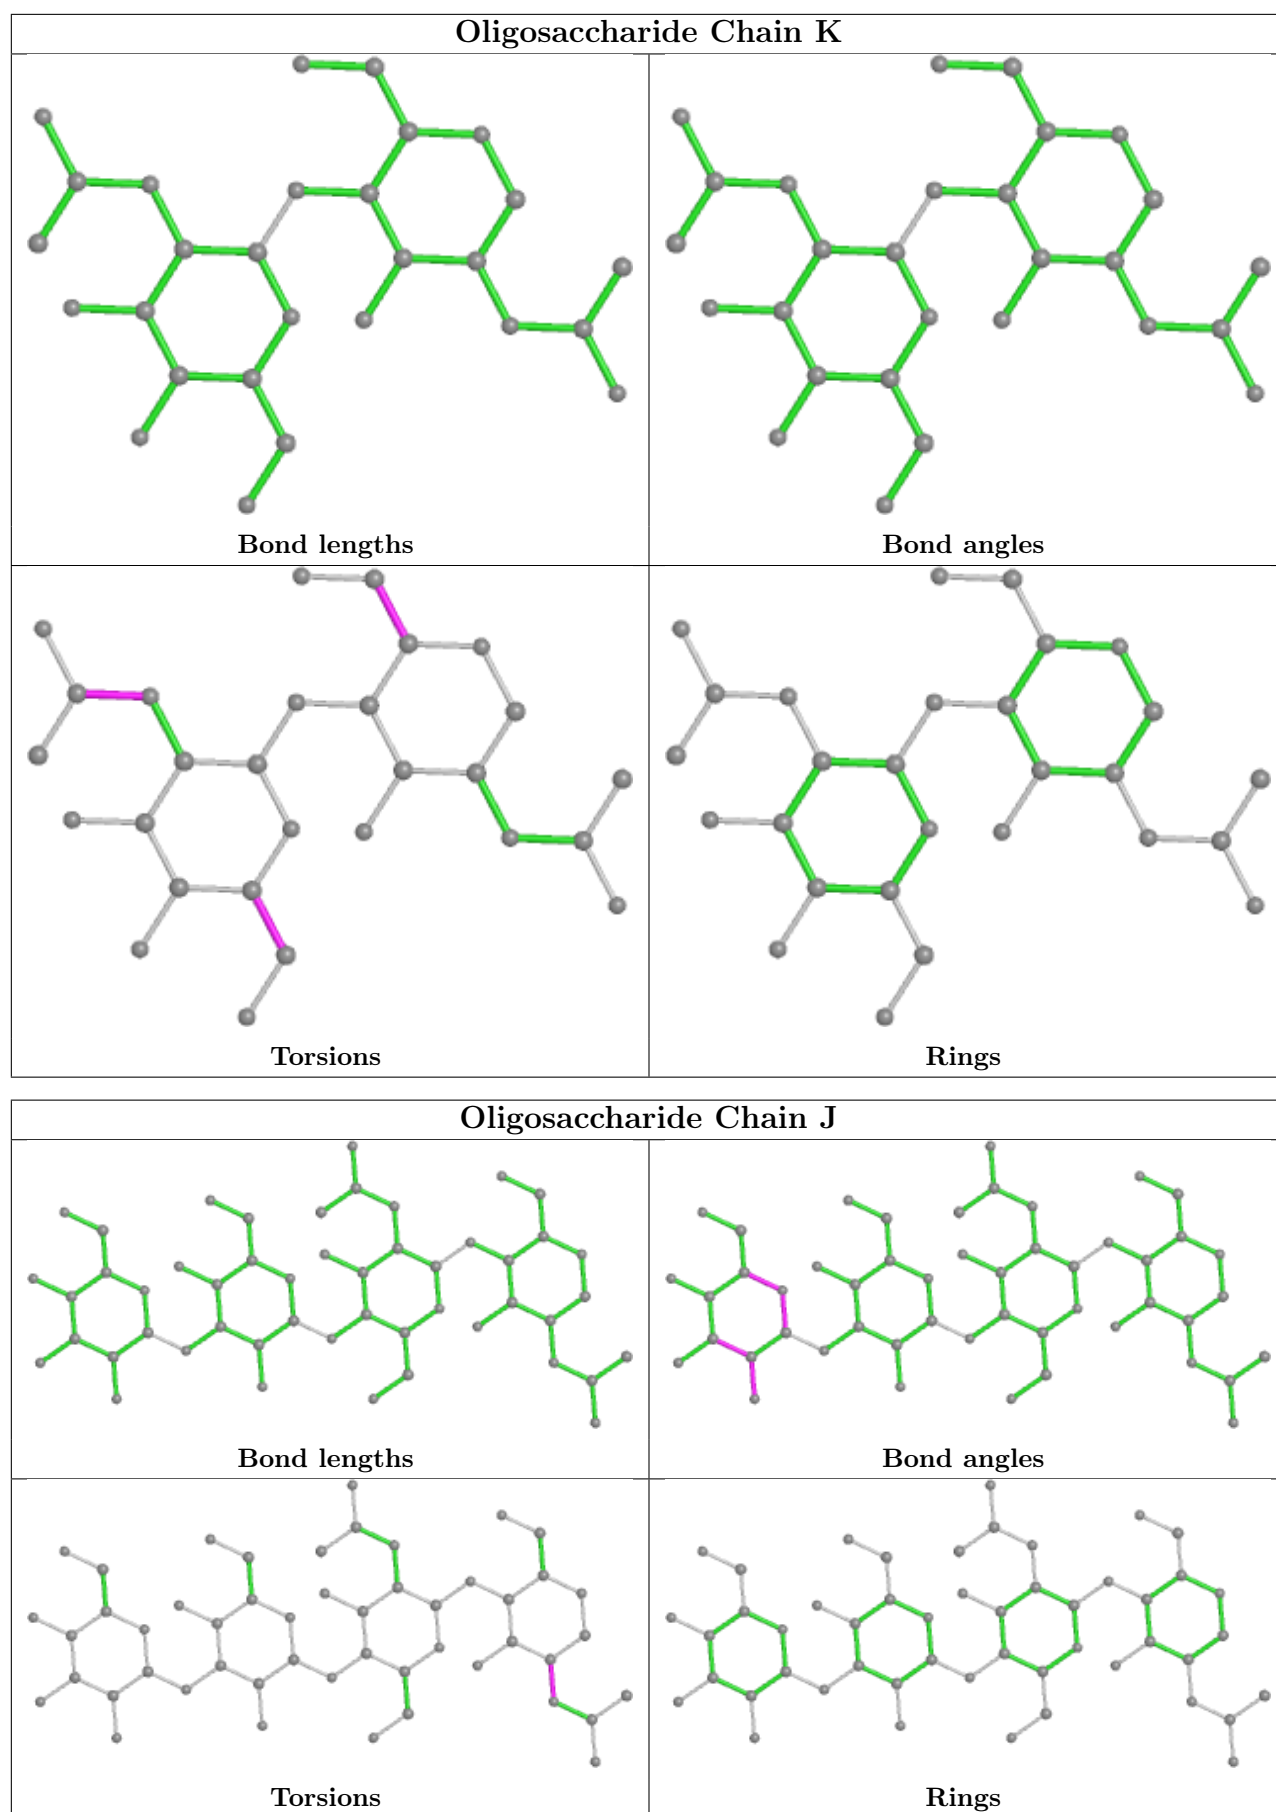 Oligosaccharide Chain K
Bond lengths
Bond angles
Torsions
Rings
Oligosaccharide Chain J
Bond lengths
Bond angles
Torsions
Rings